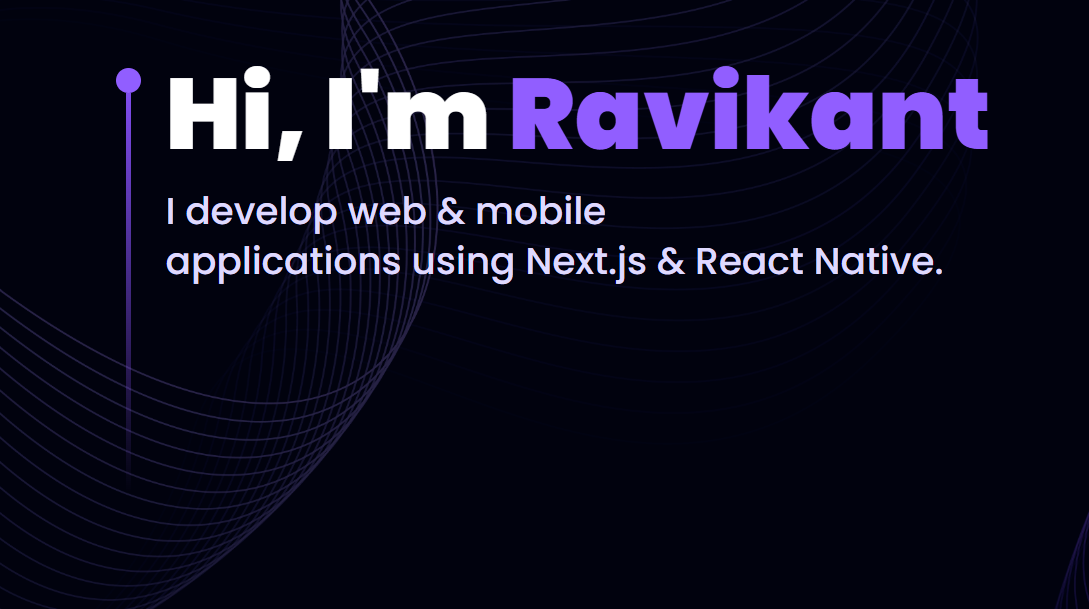 Hi, I'm Ravikant
I develop web & mobile
applications using Next.js & React Native.